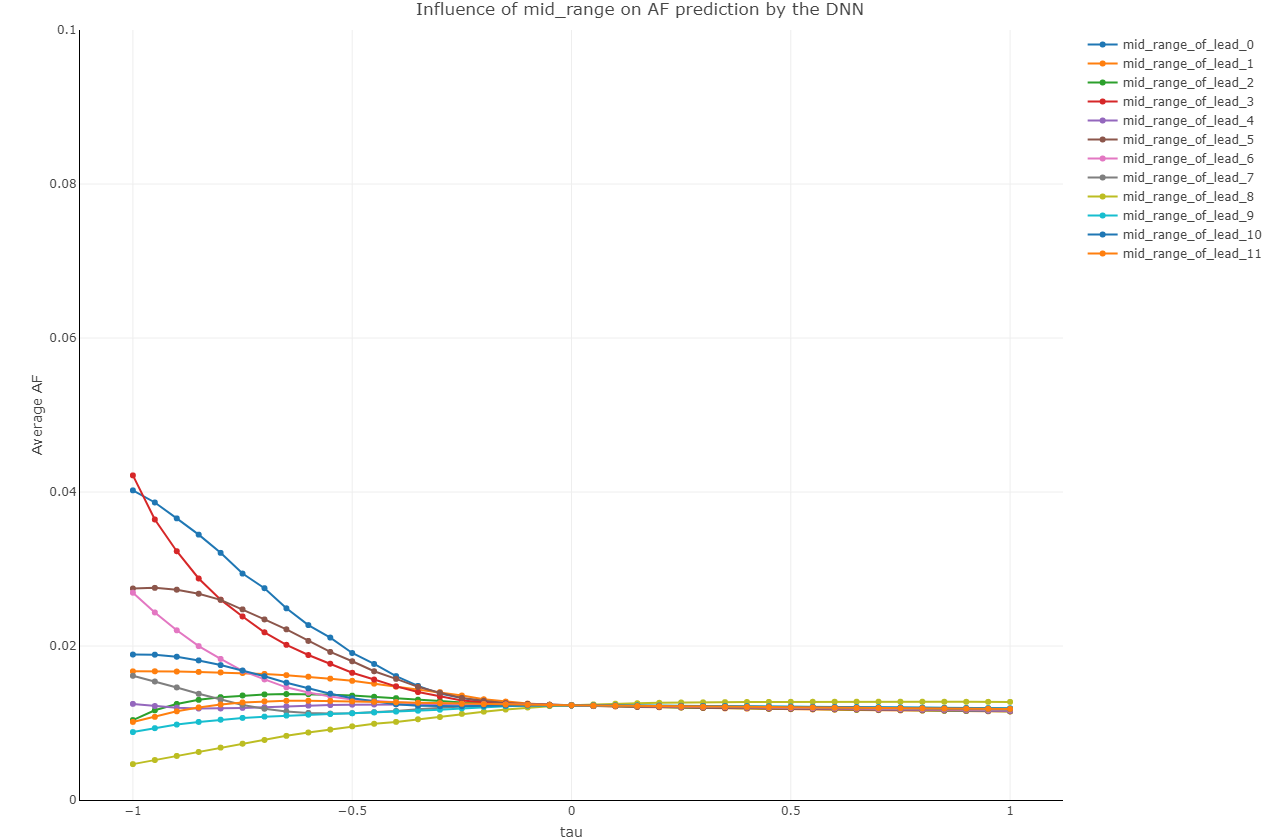 Influence of mid_range on AF prediction by the DNN
0.1
0.08
0.06
0.04
0.02
0
Average AF
−1
−0.5
0
0.5
1
tau
mid_range_of_lead_0
mid_range_of_lead_1
mid_range_of_lead_2
mid_range_of_lead_3
mid_range_of_lead_4
mid_range_of_lead_5
mid_range_of_lead_6
mid_range_of_lead_7
mid_range_of_lead_8
mid_range_of_lead_9
mid_range_of_lead_10
mid_range_of_lead_11